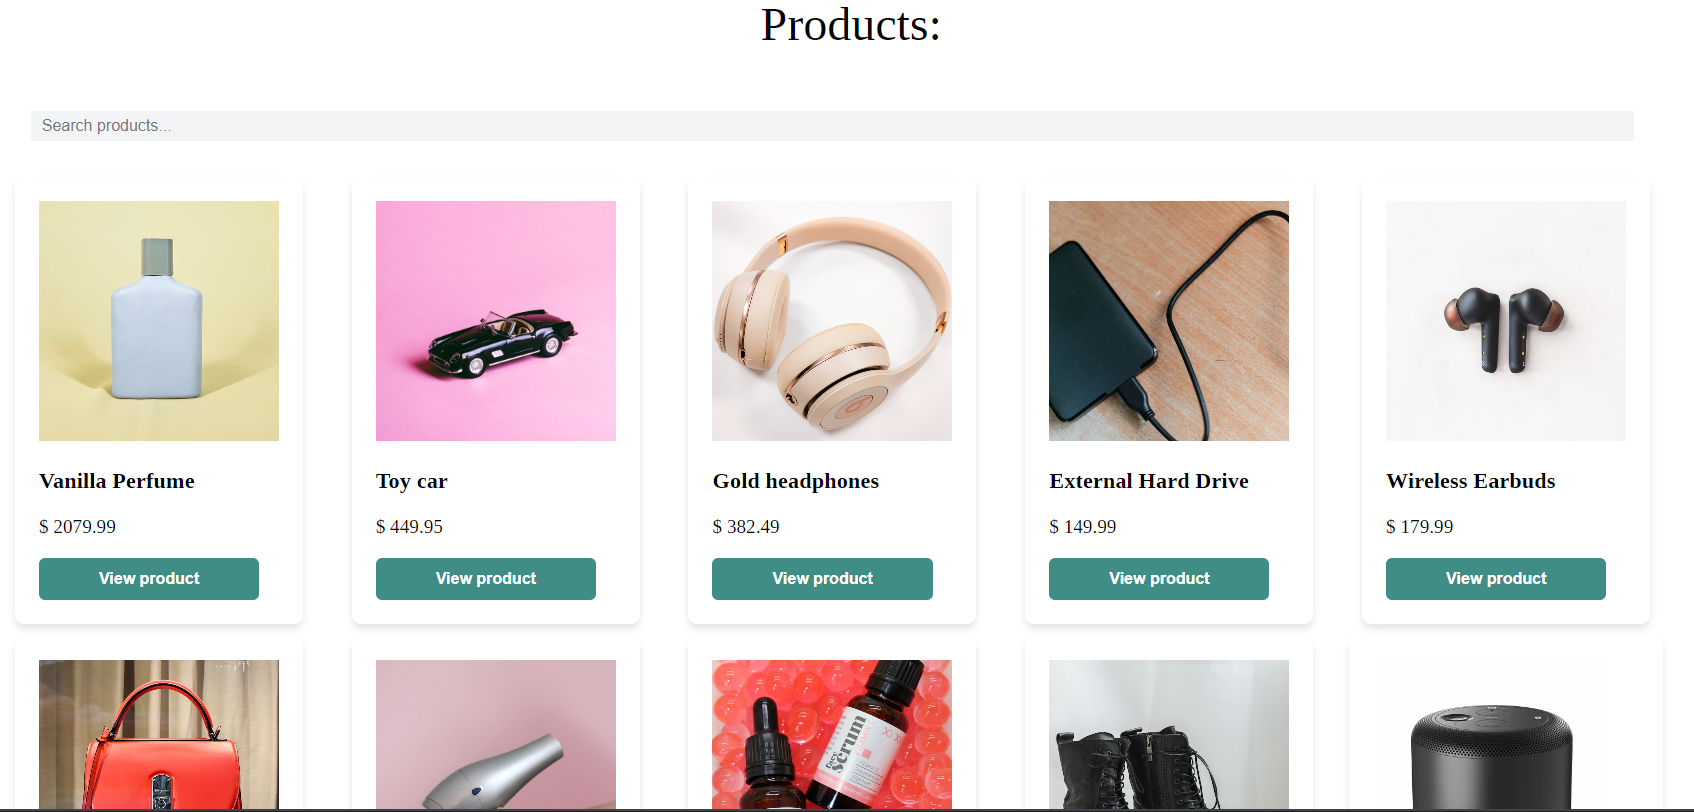 Products:
Search products...
Vanilla Perfume
$ 2079.99
View product
Toy car
$ 449.95
View product
Gold headphones
$ 382.49
View product
External Hard Drive
$ 149.99
View product
Wireless Earbuds
$ 179.99
View product
face
serum